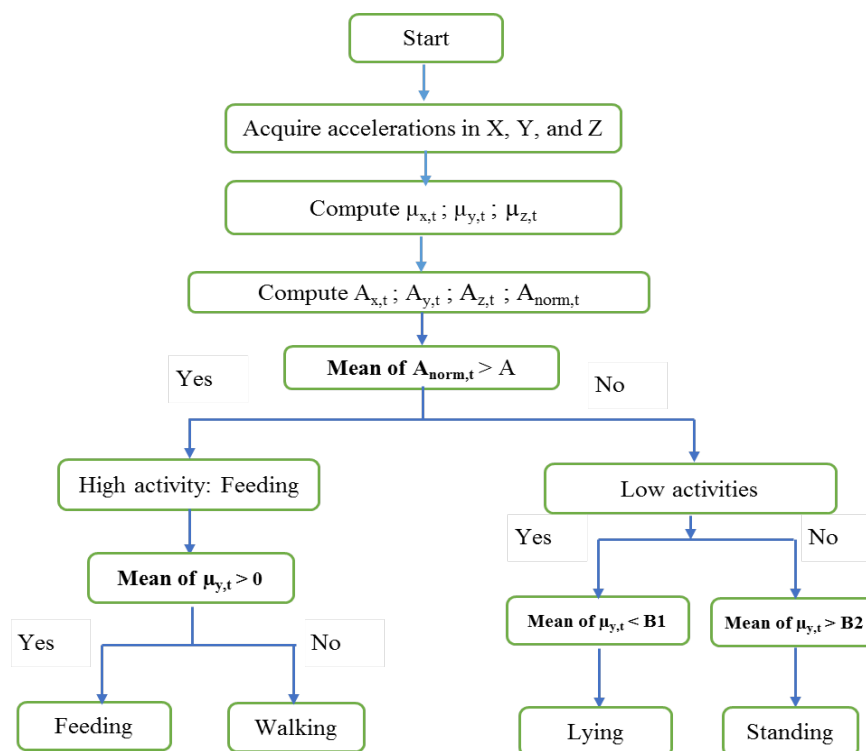 Start
Acquire accelerations in X, Y, and Z
Compute μx,t ; μy,t ; μz,t
Compute Ax,t ; Ay,t ; Az,t ; Anorm,t
Mean of Anorm,t > A
Yes
No
High activity: Feeding
Low activities
Yes
No
Mean of μy,t > 0
Mean of μy,t < B1
Mean of μy,t > B2
Yes
No
Feeding
Walking
Lying
Standing